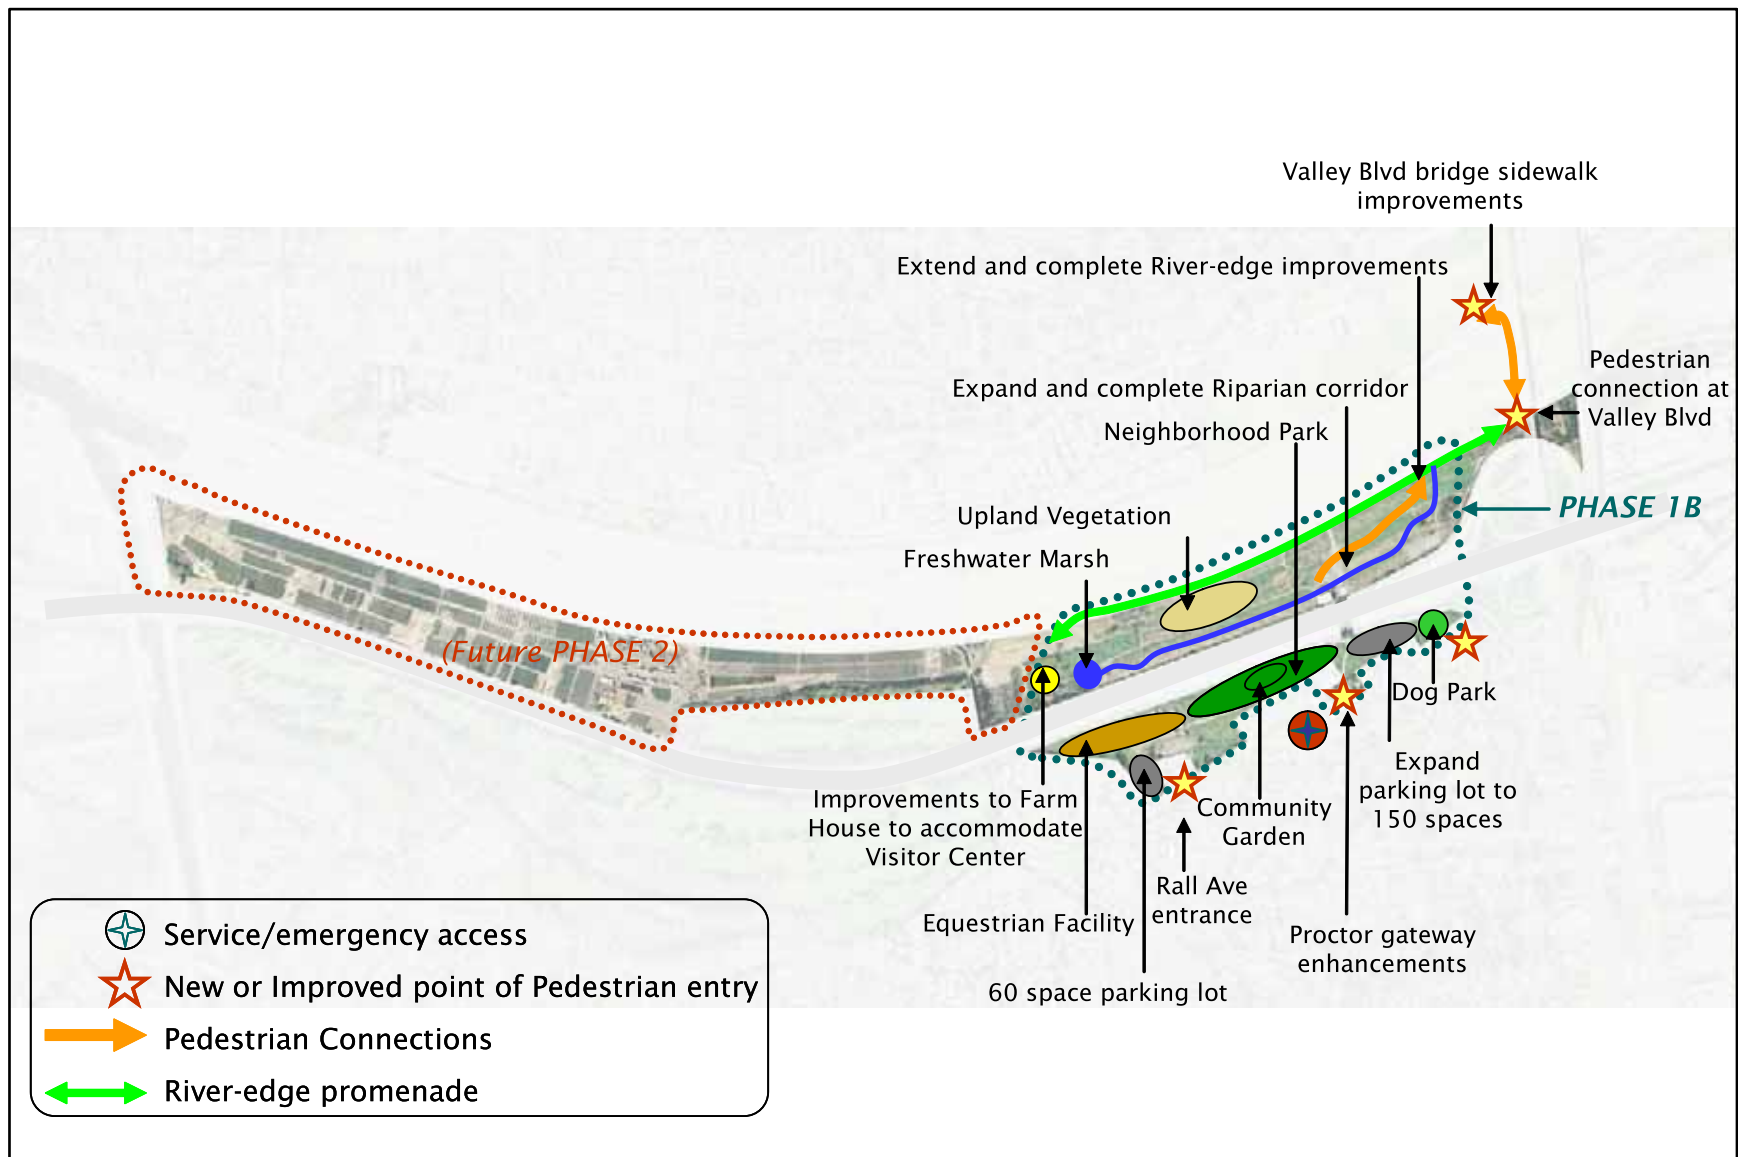 Valley Blvd bridge sidewalk
improvements
Extend and complete River-edge improvements
Pedestrian
connection at
Valley Blvd
Expand and complete Riparian corridor
Neighborhood Park
PHASE 1B
Upland Vegetation
Freshwater Marsh
(Future PHASE 2)
Dog Park
Expand
parking lot to
150 spaces
Improvements to Farm
House to accommodate
Visitor Center
Community
Garden
Rall Ave
entrance
Equestrian Facility
Proctor gateway
enhancements
60 space parking lot
Service/emergency access
New or Improved point of Pedestrian entry
Pedestrian Connections
River-edge promenade